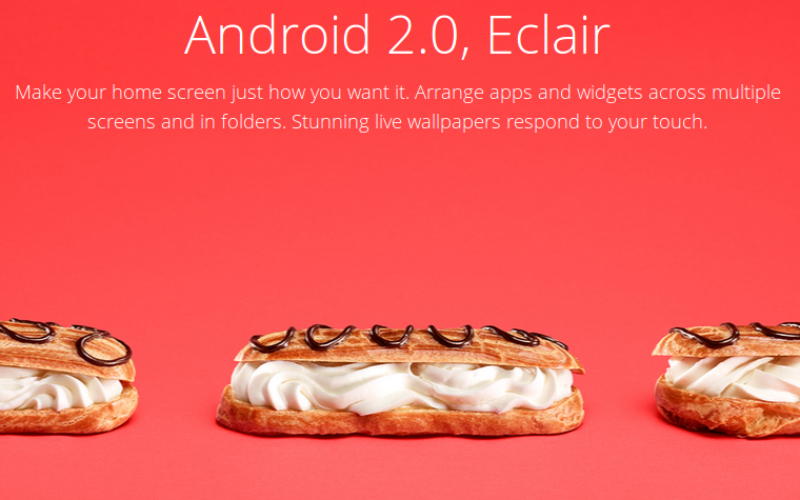 Android 2.0, Eclair
Make your home screen just how you want it. Arrange apps and widgets across multiple
screens and in folders. Stunning live wallpapers respond to your touch.